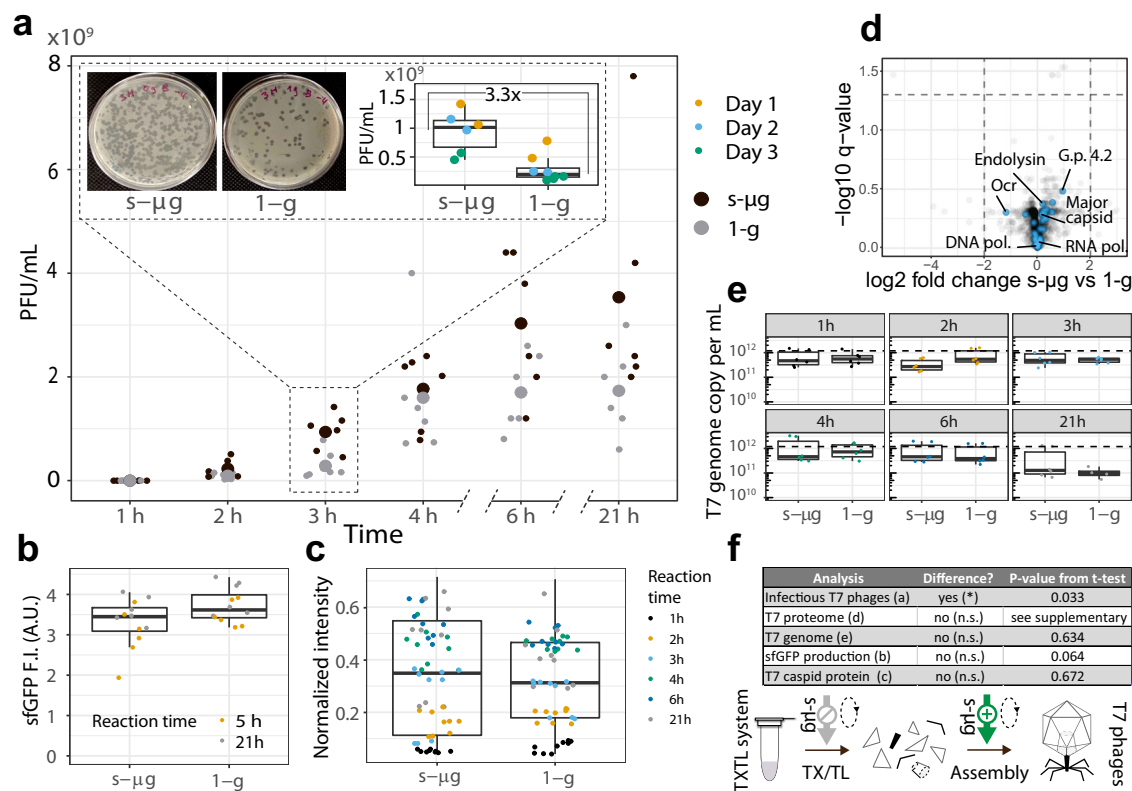 a
x10⁹
8
6
4
2
0
PFU/mL
1 h
2 h
3 h
4 h
6 h
21 h
Time
s−μg
1−g
x10⁹
1.5
1
0.5
PFU/mL
3.3x
s−μg
1−g
Day 1
Day 2
Day 3
s-μg
1-g
d
1.5
1.0
0.5
0.0
−log10 q−value
Endolysin
G.p. 4.2
Ocr
Major
capsid
DNA pol.
RNA pol.
−4
−2
0
2
log2 fold change s-μg vs 1-g
e
T7 genome copy per mL
1h
2h
3h
10¹²
10¹¹
10¹⁰
4h
6h
21h
10¹²
10¹¹
10¹⁰
s−μg
1−g
s−μg
1−g
s−μg
1−g
b
sfGFP F.I. (A.U.)
4
3
2
1
0
Reaction time
5 h
21h
s−μg
1−g
c
Normalized intensity
0.6
0.4
0.2
s−μg
1−g
Reaction
time
1h
2h
3h
4h
6h
21h
f
Analysis Difference? P-value from t-test
Infectious T7 phages (a) yes (*) 0.033
T7 proteome (d) no (n.s.) see supplementary
T7 genome (e) no (n.s.) 0.634
sfGFP production (b) no (n.s.) 0.064
T7 caspid protein (c) no (n.s.) 0.672
TXTL system
s-μg
TX/TL
s-μg
Assembly
T7 phages